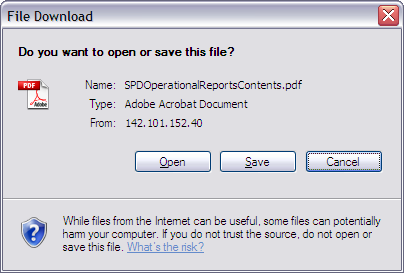 File Download
Do you want to open or save this file?
PDF
Adobe
Name: SPDOperationalReportsContents.pdf
Type: Adobe Acrobat Document
From: 142.101.152.40
Open Save Cancel
While files from the Internet can be useful, some files can potentially
harm your computer. If you do not trust the source, do not open or
save this file. What's the risk?